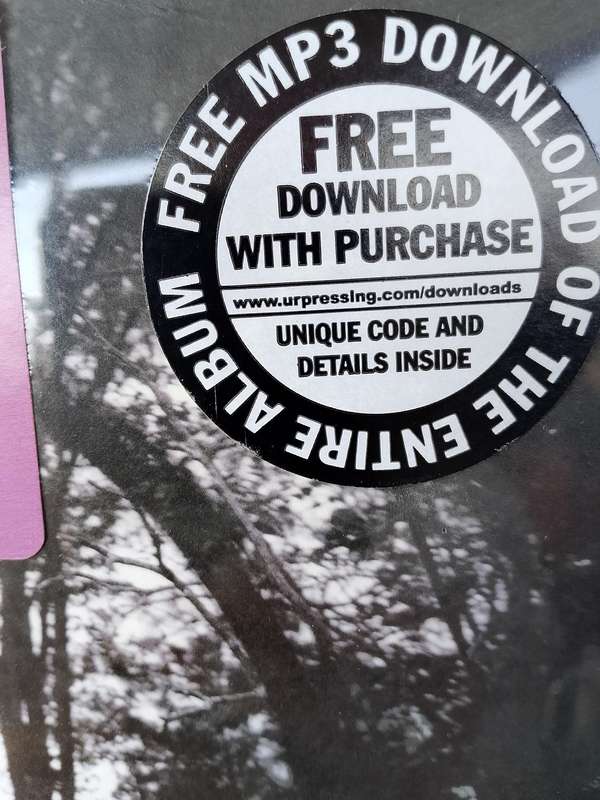 FREE MP3 DOWNLOAD OF THE ENTIRE ALBUM
FREE
DOWNLOAD
WITH PURCHASE
www.urpressing.com/downloads
UNIQUE CODE AND
DETAILS INSIDE